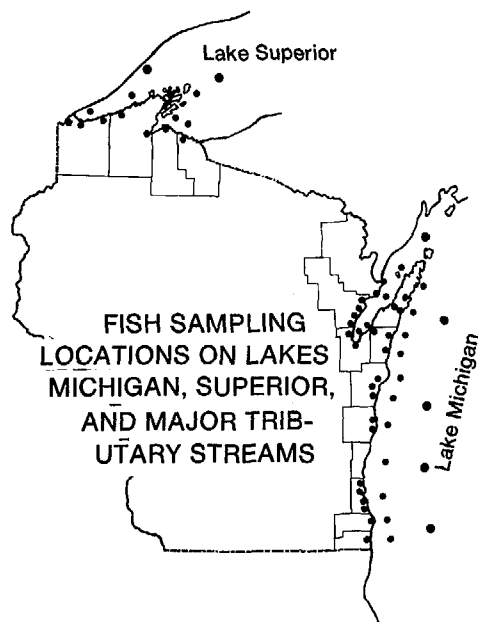 Lake Superior
FISH SAMPLING
LOCATIONS ON LAKES
MICHIGAN, SUPERIOR,
AND MAJOR TRIB-
UTARY STREAMS
Lake Michigan